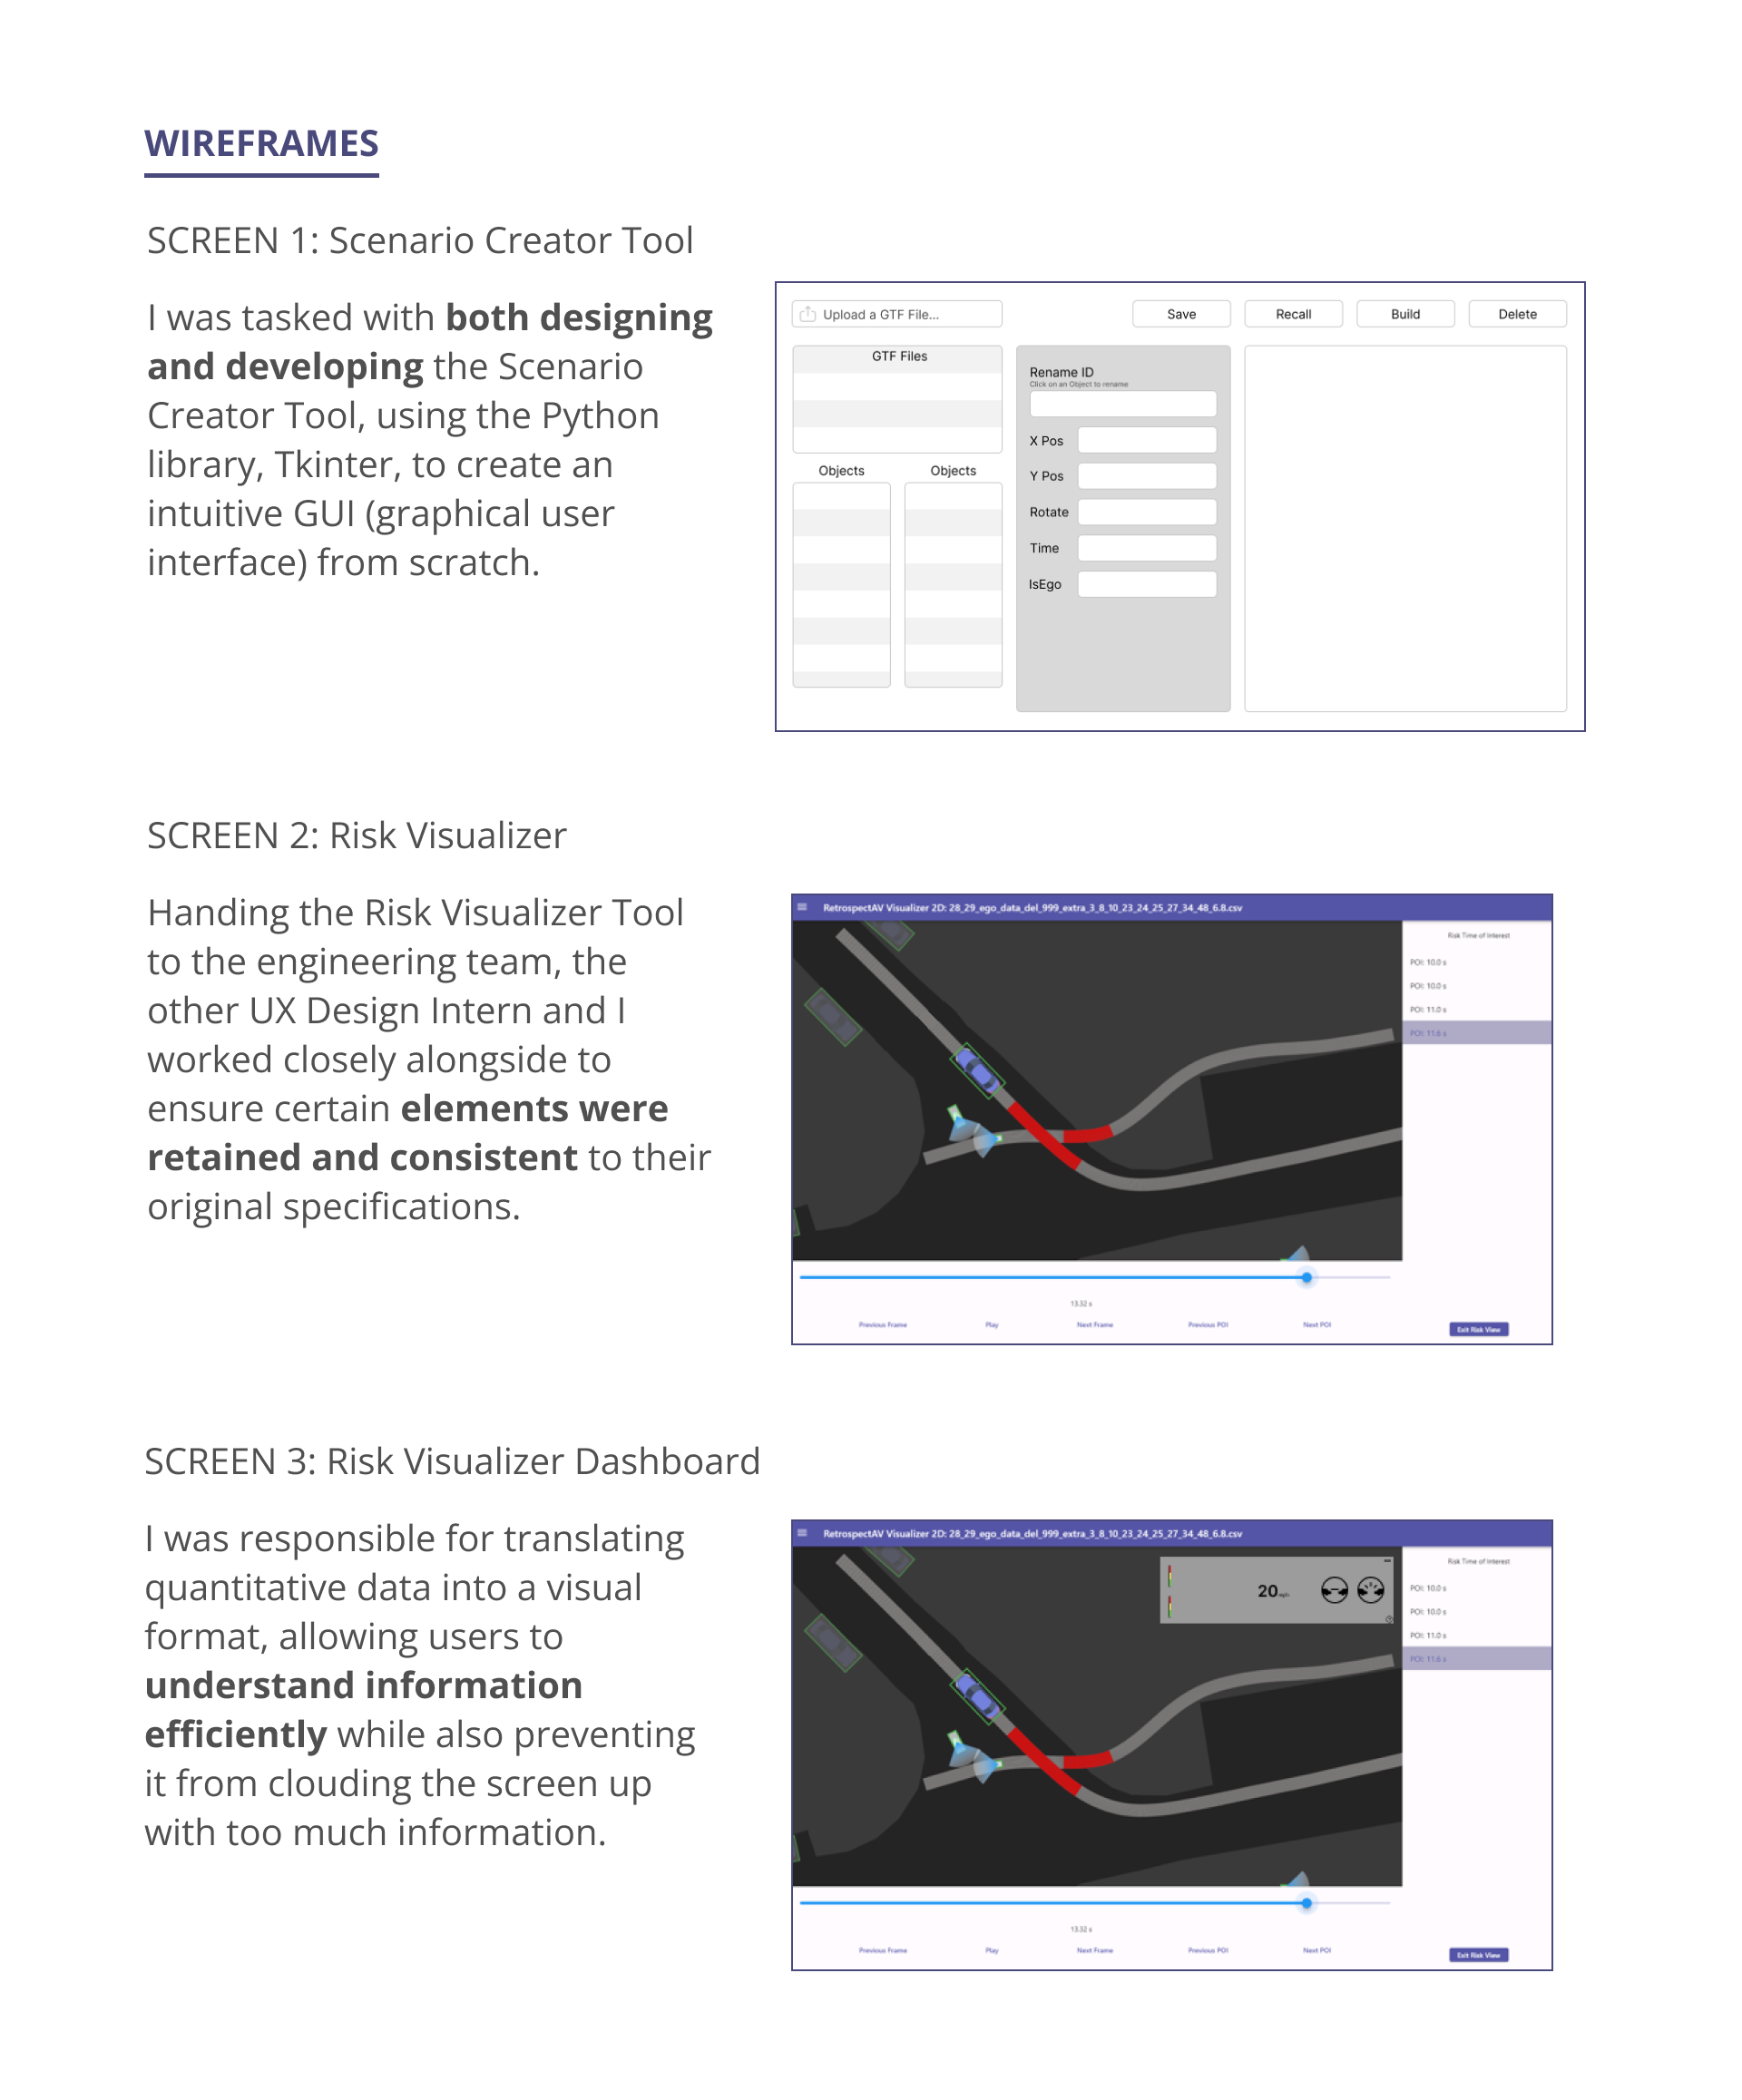 WIREFRAMES
SCREEN 1: Scenario Creator Tool
I was tasked with both designing
and developing the Scenario
Creator Tool, using the Python
library, Tkinter, to create an
intuitive GUI (graphical user
interface) from scratch.
Upload a GTF File...
Save
Recall
Build
Delete
GTF Files
Objects
Objects
Rename ID
Click on an Object to rename
X Pos
Y Pos
Rotate
Time
IsEgo
SCREEN 2: Risk Visualizer
Handing the Risk Visualizer Tool
to the engineering team, the
other UX Design Intern and I
worked closely alongside to
ensure certain elements were
retained and consistent to their
original specifications.
RetrospectAV Visualizer 2D: 28_29_ego_data_del_999_extra_3_8_10_23_24_25_27_34_48_6.8.csv
Risk Time of Interest
POI: 10.0 s
POI: 10.0 s
POI: 11.0 s
POI: 11.6 s
13.32 s
Previous Frame
Play
Next Frame
Previous POI
Next POI
Exit Risk View
SCREEN 3: Risk Visualizer Dashboard
I was responsible for translating
quantitative data into a visual
format, allowing users to
understand information
efficiently while also preventing
it from clouding the screen up
with too much information.
RetrospectAV Visualizer 2D: 28_29_ego_data_del_999_extra_3_8_10_23_24_25_27_34_48_6.8.csv
20 mph
Risk Time of Interest
POI: 10.0 s
POI: 10.0 s
POI: 11.0 s
POI: 11.6 s
13.32 s
Previous Frame
Play
Next Frame
Previous POI
Next POI
Exit Risk View